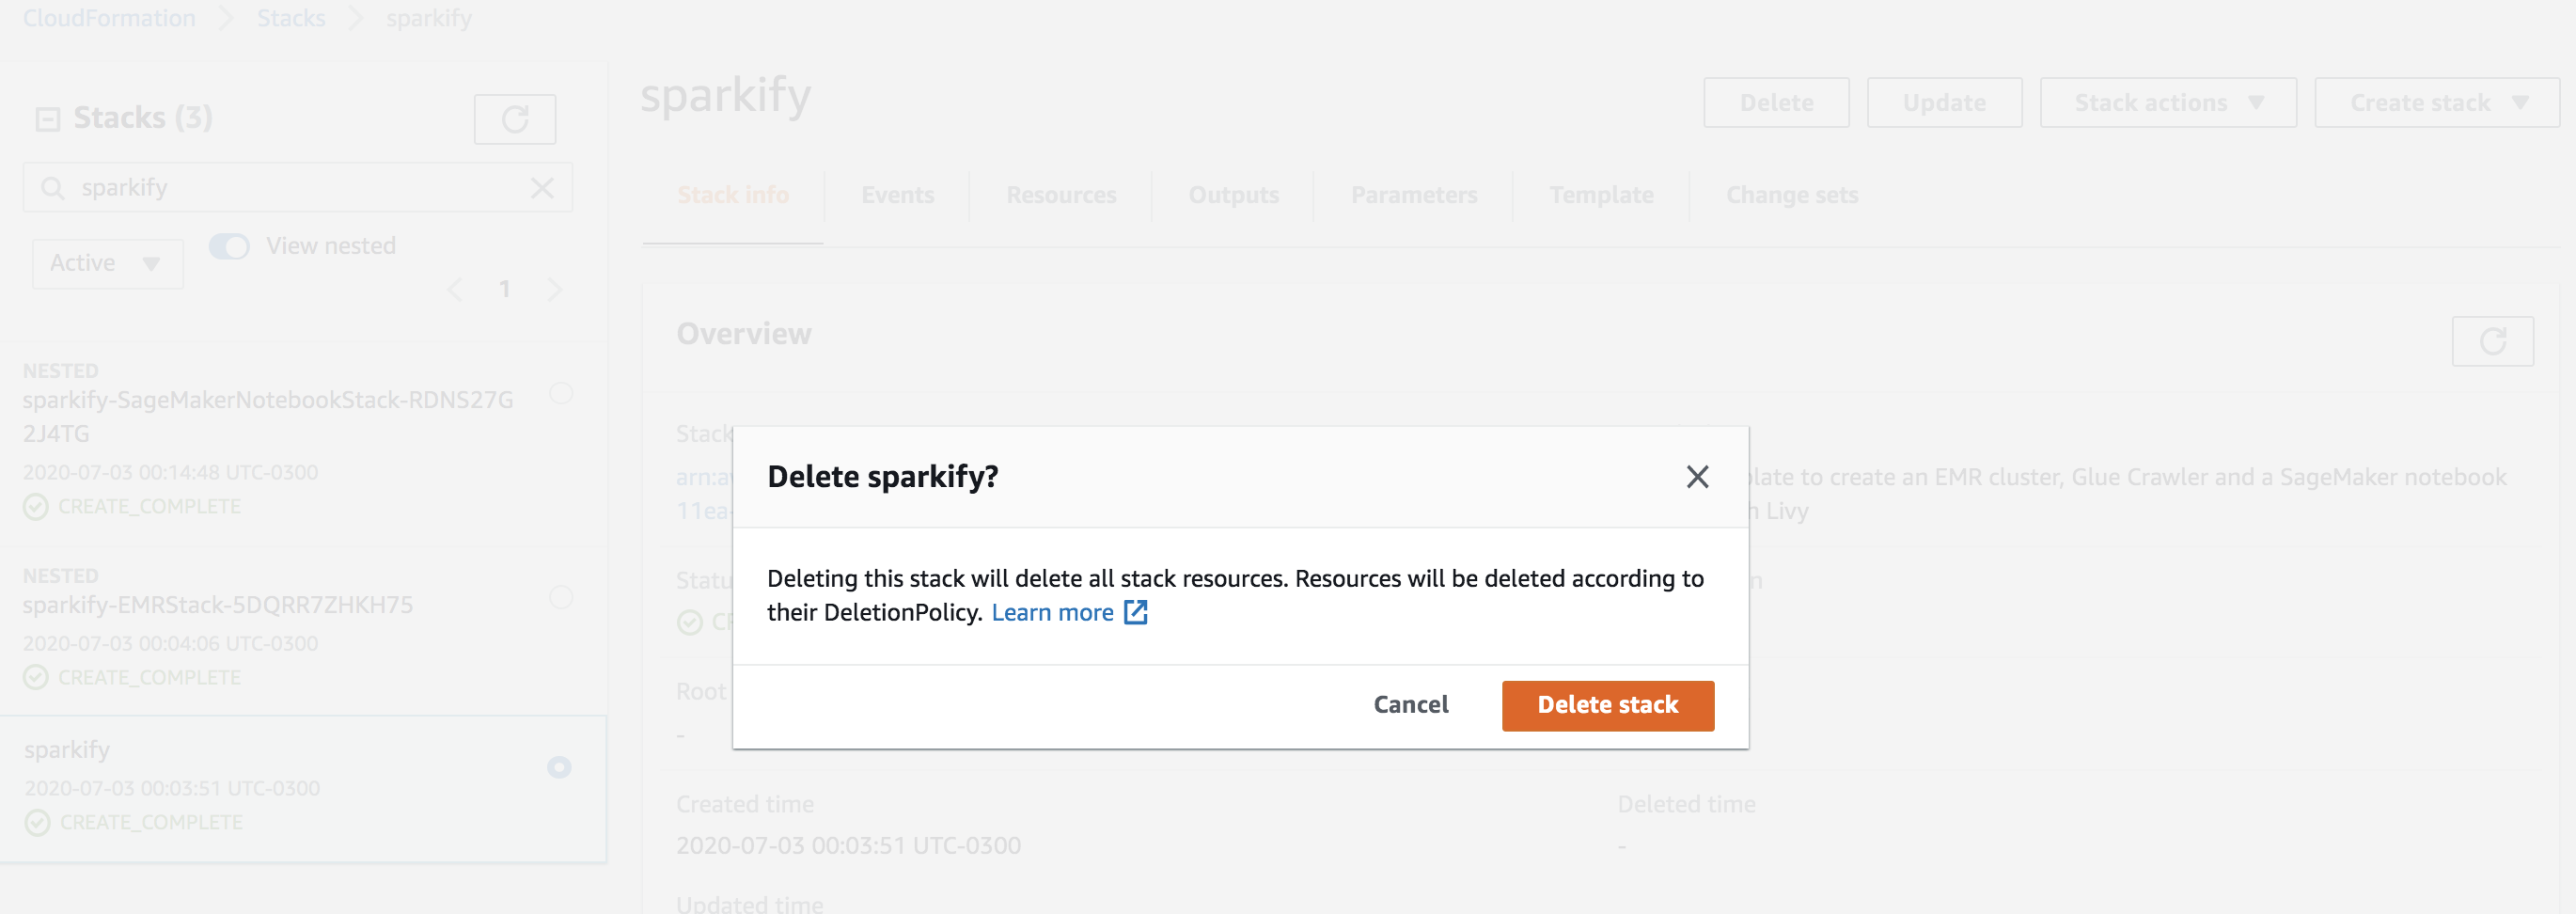 CloudFormation > Stacks > sparkify
Stacks (3)
sparkify
Active
View nested
1
NESTED
sparkify-SageMakerNotebookStack-RDNS27G
2J4TG
2020-07-03 00:14:48 UTC-0300
CREATE_COMPLETE
NESTED
sparkify-EMRStack-5DQRR7ZHKH75
2020-07-03 00:04:06 UTC-0300
CREATE_COMPLETE
sparkify
2020-07-03 00:03:51 UTC-0300
CREATE_COMPLETE
sparkify
Delete Update Stack actions Create stack
Stack info Events Resources Outputs Parameters Template Change sets
Overview
Stack
late to create an EMR cluster, Glue Crawler and a SageMaker notebook
11ea
Livy
Root
-
Created time
2020-07-03 00:03:51 UTC-0300
Deleted time
-
Updated time
Delete sparkify?
Deleting this stack will delete all stack resources. Resources will be deleted according to
their DeletionPolicy. Learn more
Cancel Delete stack